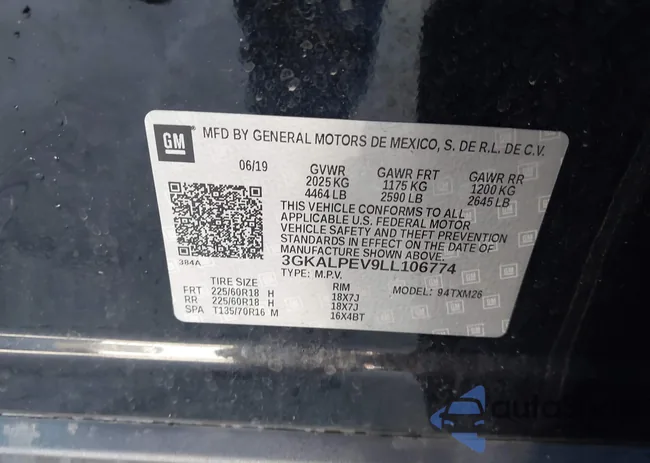 GM MFD BY GENERAL MOTORS DE MEXICO, S. DE R.L. DE C.V.
06/19 GVWR GAWR FRT GAWR RR
2025 KG 1175 KG 1200 KG
4464 LB 2590 LB 2645 LB
THIS VEHICLE CONFORMS TO ALL
APPLICABLE U.S. FEDERAL MOTOR
VEHICLE SAFETY AND THEFT PREVENTION
STANDARDS IN EFFECT ON THE DATE OF
MANUFACTURE SHOWN ABOVE.
384A 3GKALPEV9LL106774
TYPE: M.P.V. MODEL: 94TXM26
TIRE SIZE RIM
FRT 225/60R18 H 18X7J
RR 225/60R18 H 18X7J
SPA T135/70R16 M 16X4BT